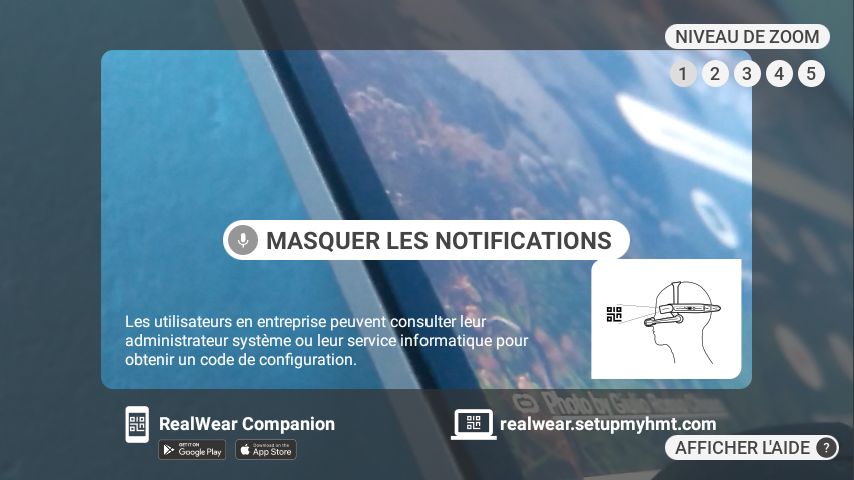 NIVEAU DE ZOOM
1 2 3 4 5
MASQUER LES NOTIFICATIONS
Les utilisateurs en entreprise peuvent consulter leur
administrateur système ou leur service informatique pour
obtenir un code de configuration.
Photo by
RealWear Companion
GET IT ON
Google Play
Download on the
App Store
realwear.setupmyhmt.com
AFFICHER L'AIDE ?